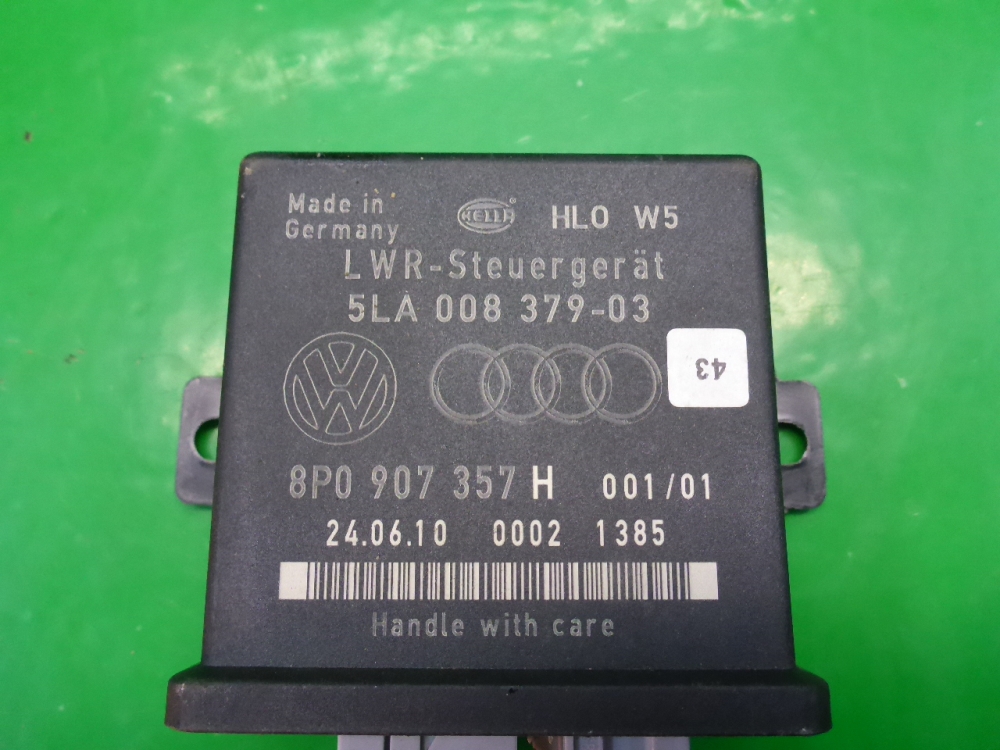 Made in
Germany
HELLA HLO W5
LWR-Steuergerät
5LA 008 379-03
43
8P0 907 357 H 001/01
24.06.10 0002 1385
Handle with care